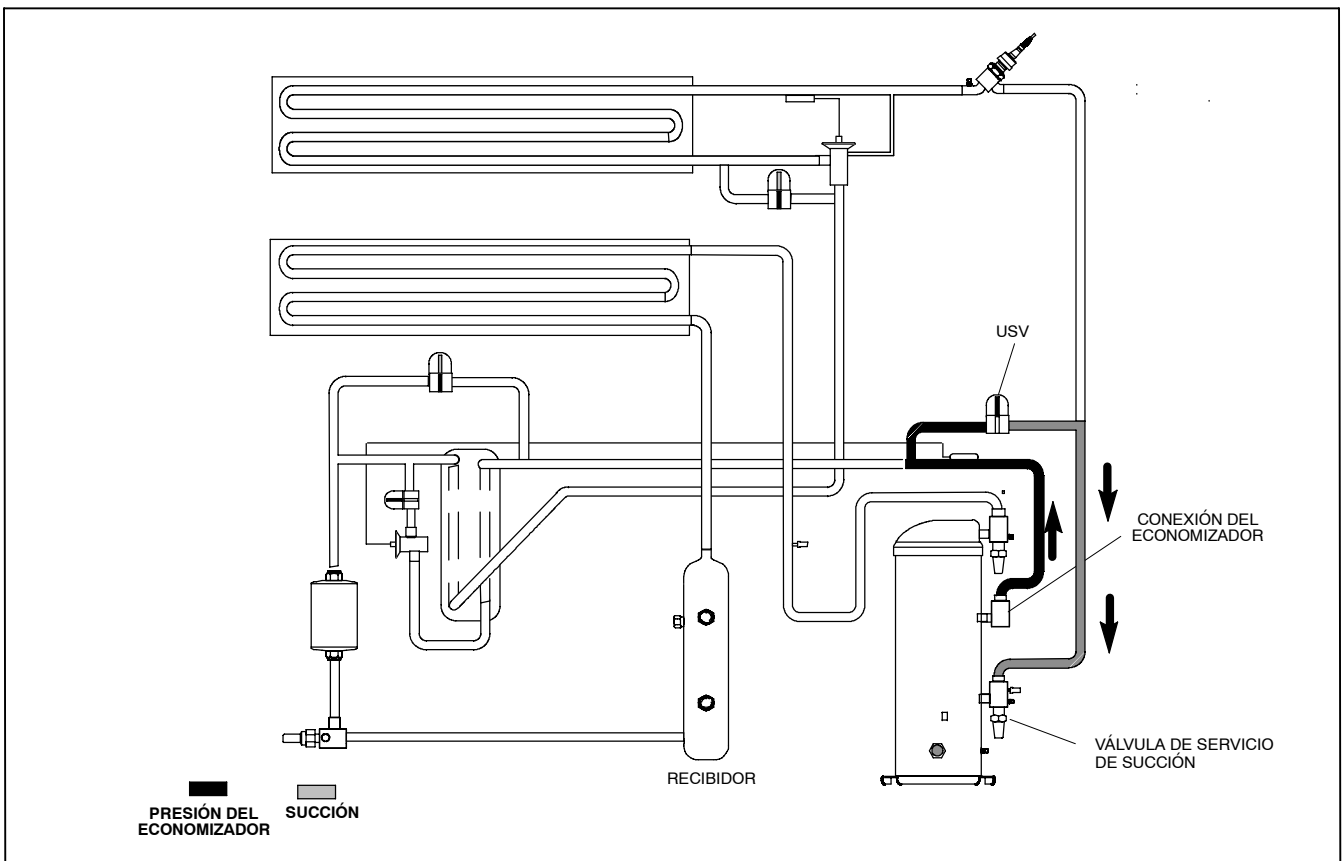 USV
CONEXIÓN DEL
ECONOMIZADOR
VÁLVULA DE SERVICIO
DE SUCCIÓN
RECIBIDOR
PRESIÓN DEL
ECONOMIZADOR
SUCCIÓN